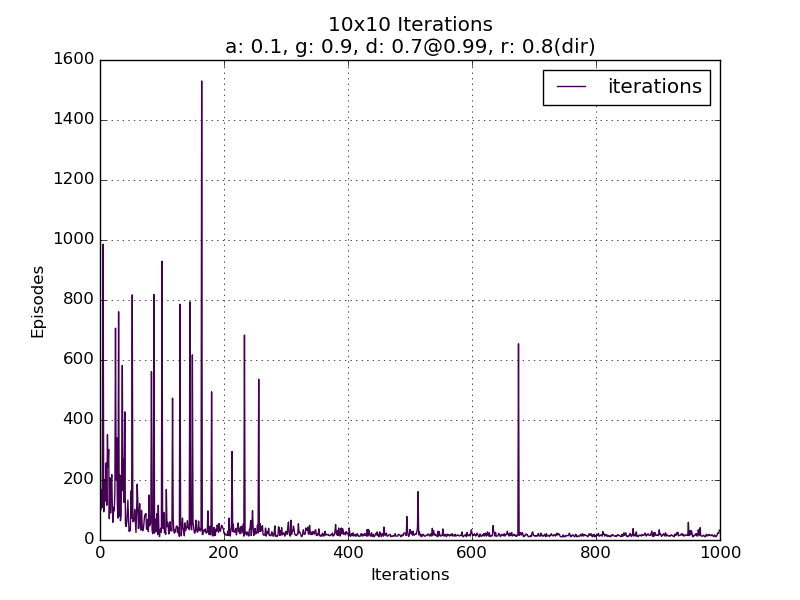 10x10 Iterations
a: 0.1, g: 0.9, d: 0.7@0.99, r: 0.8(dir)
iterations
1600
1400
1200
1000
800
600
400
200
0
Episodes
0 200 400 600 800 1000
Iterations